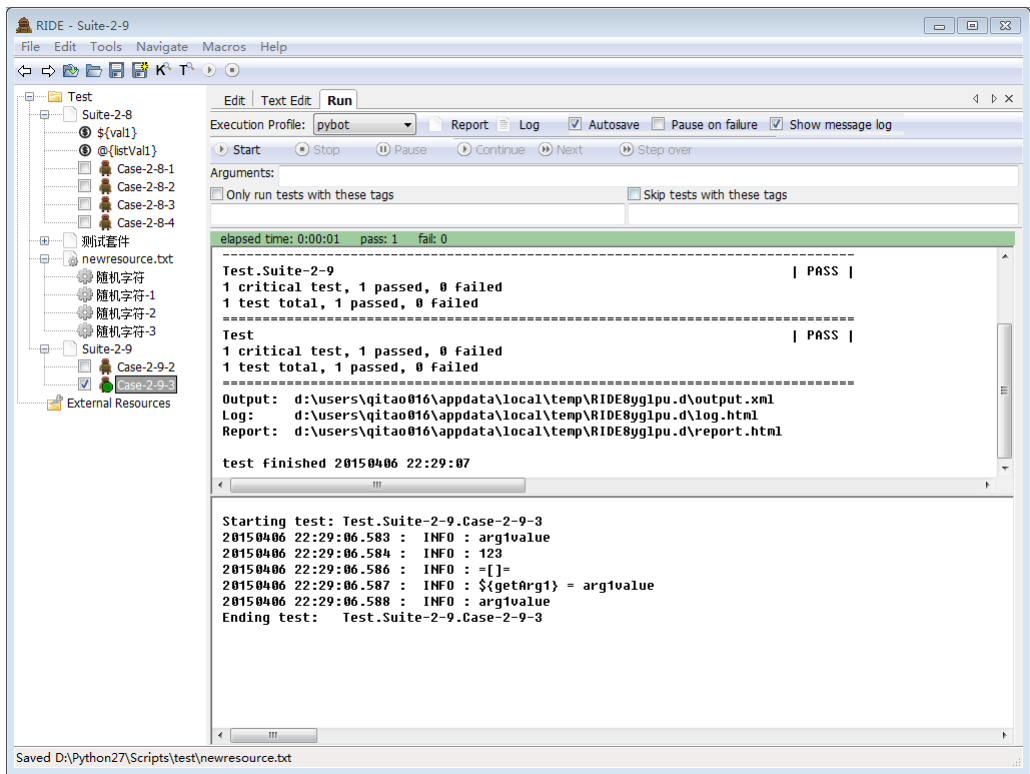 RIDE - Suite-2-9
File Edit Tools Navigate Macros Help
Test
Suite-2-8
${val1}
@{listVal1}
Case-2-8-1
Case-2-8-2
Case-2-8-3
Case-2-8-4
测试套件
newresource.txt
随机字符
随机字符-1
随机字符-2
随机字符-3
Suite-2-9
Case-2-9-2
Case-2-9-3
External Resources
Edit Text Edit Run
Execution Profile: pybot Report Log Autosave Pause on failure Show message log
Start Stop Pause Continue Next Step over
Arguments:
Only run tests with these tags Skip tests with these tags
elapsed time: 0:00:01 pass: 1 fail: 0
------------------------------------------------------------------------------
Test.Suite-2-9 | PASS |
1 critical test, 1 passed, 0 failed
1 test total, 1 passed, 0 failed
==============================================================================
Test | PASS |
1 critical test, 1 passed, 0 failed
1 test total, 1 passed, 0 failed
==============================================================================
Output: d:\users\qitao016\appdata\local\temp\RIDE8yglpu.d\output.xml
Log: d:\users\qitao016\appdata\local\temp\RIDE8yglpu.d\log.html
Report: d:\users\qitao016\appdata\local\temp\RIDE8yglpu.d\report.html
test finished 20150406 22:29:07
Starting test: Test.Suite-2-9.Case-2-9-3
20150406 22:29:06.583 : INFO : arg1value
20150406 22:29:06.584 : INFO : 123
20150406 22:29:06.586 : INFO : =[]=
20150406 22:29:06.587 : INFO : ${getArg1} = arg1value
20150406 22:29:06.588 : INFO : arg1value
Ending test: Test.Suite-2-9.Case-2-9-3
Saved D:\Python27\Scripts\test\newresource.txt